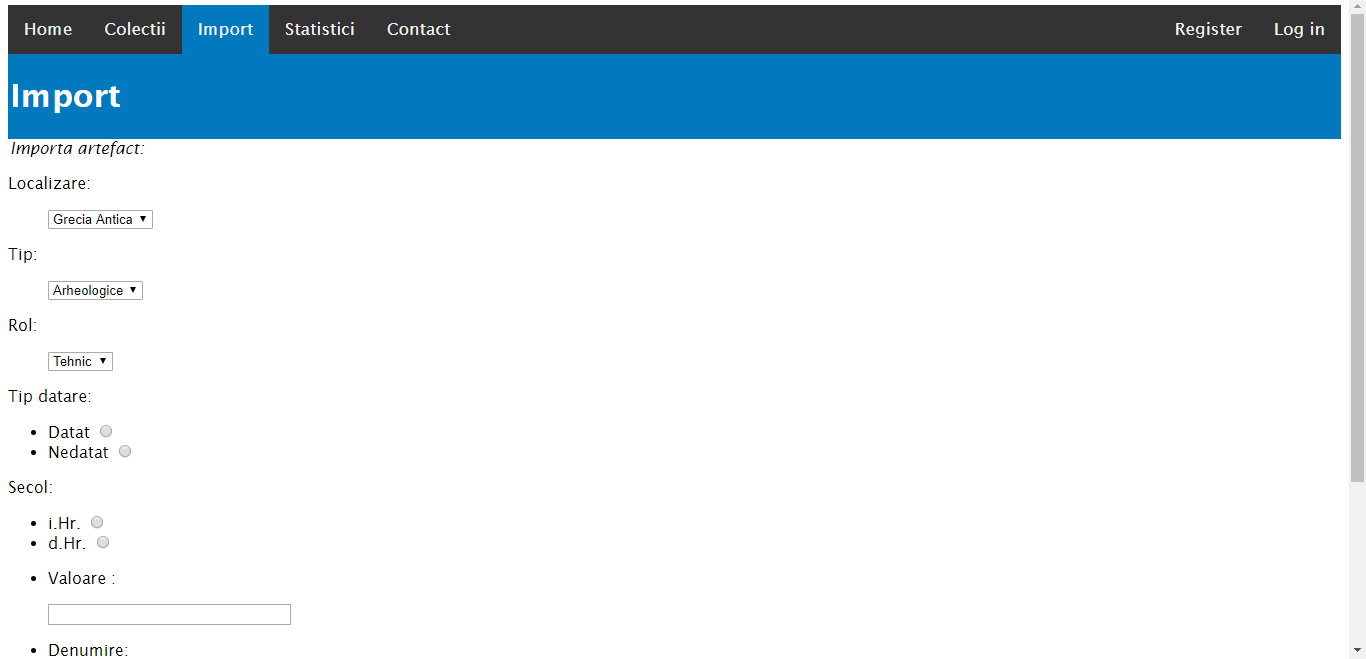 Home Colectii Import Statistici Contact Register Log in
Import
Importa artefact:
Localizare:
Grecia Antica
Tip:
Arheologice
Rol:
Tehnic
Tip datare:
Datat
Nedatat
Secol:
i.Hr.
d.Hr.
Valoare :
Denumire: